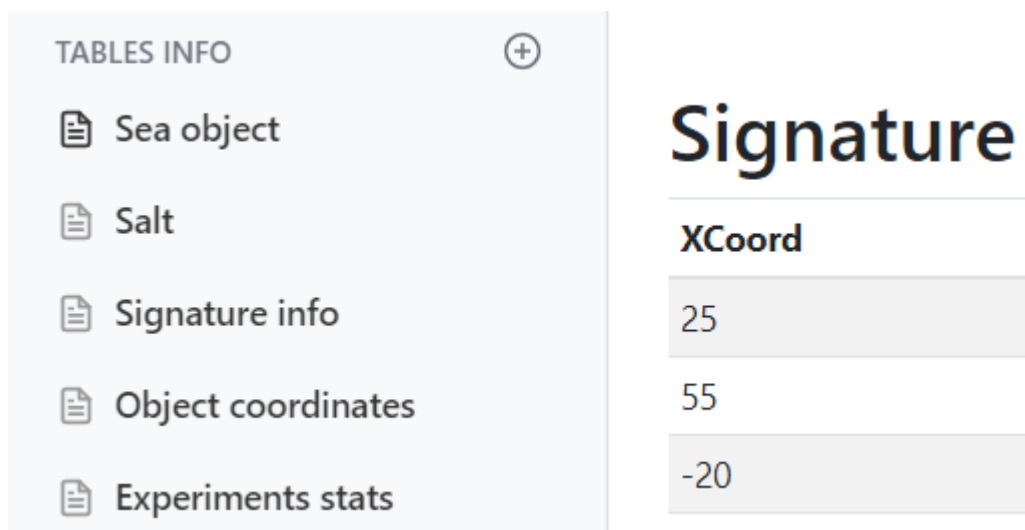 TABLES INFO
Sea object
Salt
Signature info
Object coordinates
Experiments stats
Signature
XCoord
25
55
-20